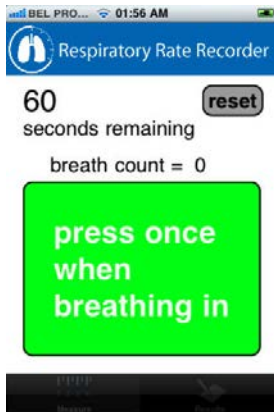 BEL PRO... 01:56 AM
Respiratory Rate Recorder
60 reset
seconds remaining
breath count = 0
press once
when
breathing in
Measure